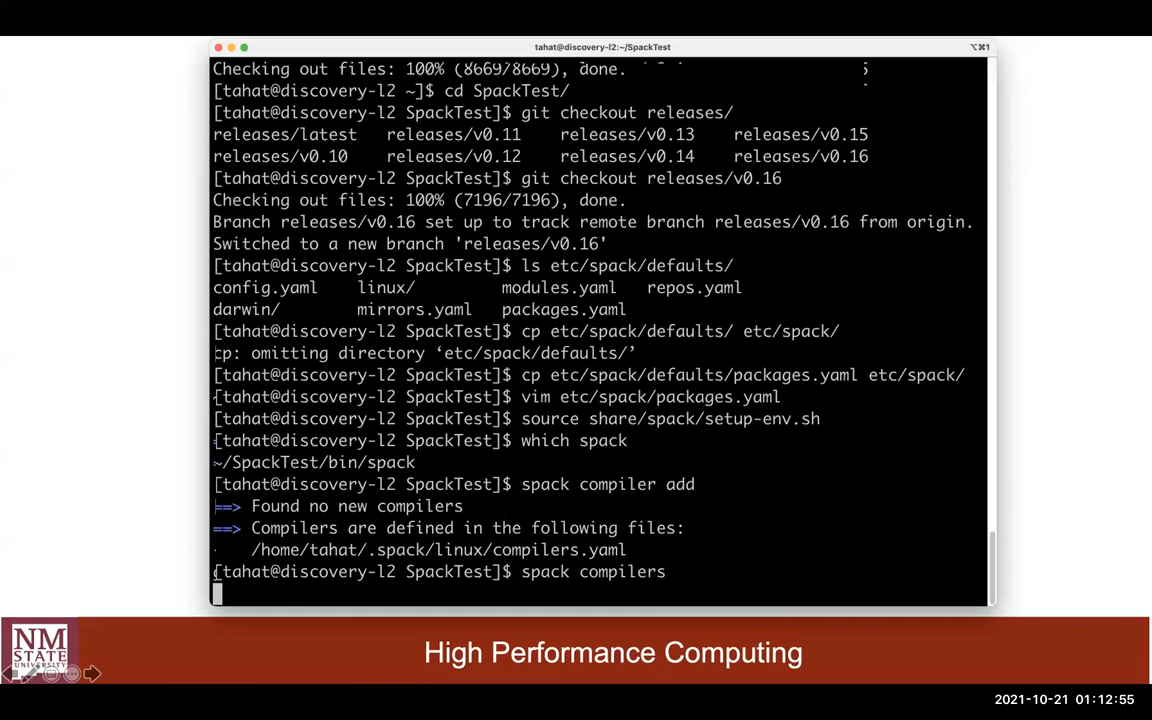 tahat@discovery-l2:~/SpackTest
⌥⌘1
Checking out files: 100% (8669/8669), done.
[tahat@discovery-l2 ~]$ cd SpackTest/
[tahat@discovery-l2 SpackTest]$ git checkout releases/
releases/latest releases/v0.11 releases/v0.13 releases/v0.15
releases/v0.10 releases/v0.12 releases/v0.14 releases/v0.16
[tahat@discovery-l2 SpackTest]$ git checkout releases/v0.16
Checking out files: 100% (7196/7196), done.
Branch releases/v0.16 set up to track remote branch releases/v0.16 from origin.
Switched to a new branch 'releases/v0.16'
[tahat@discovery-l2 SpackTest]$ ls etc/spack/defaults/
config.yaml linux/ modules.yaml repos.yaml
darwin/ mirrors.yaml packages.yaml
[tahat@discovery-l2 SpackTest]$ cp etc/spack/defaults/ etc/spack/
cp: omitting directory ‘etc/spack/defaults/’
[tahat@discovery-l2 SpackTest]$ cp etc/spack/defaults/packages.yaml etc/spack/
[tahat@discovery-l2 SpackTest]$ vim etc/spack/packages.yaml
[tahat@discovery-l2 SpackTest]$ source share/spack/setup-env.sh
[tahat@discovery-l2 SpackTest]$ which spack
~/SpackTest/bin/spack
[tahat@discovery-l2 SpackTest]$ spack compiler add
==> Found no new compilers
==> Compilers are defined in the following files:
/home/tahat/.spack/linux/compilers.yaml
[tahat@discovery-l2 SpackTest]$ spack compilers
NM
STATE
UNIVERSITY
High Performance Computing
2021-10-21 01:12:55